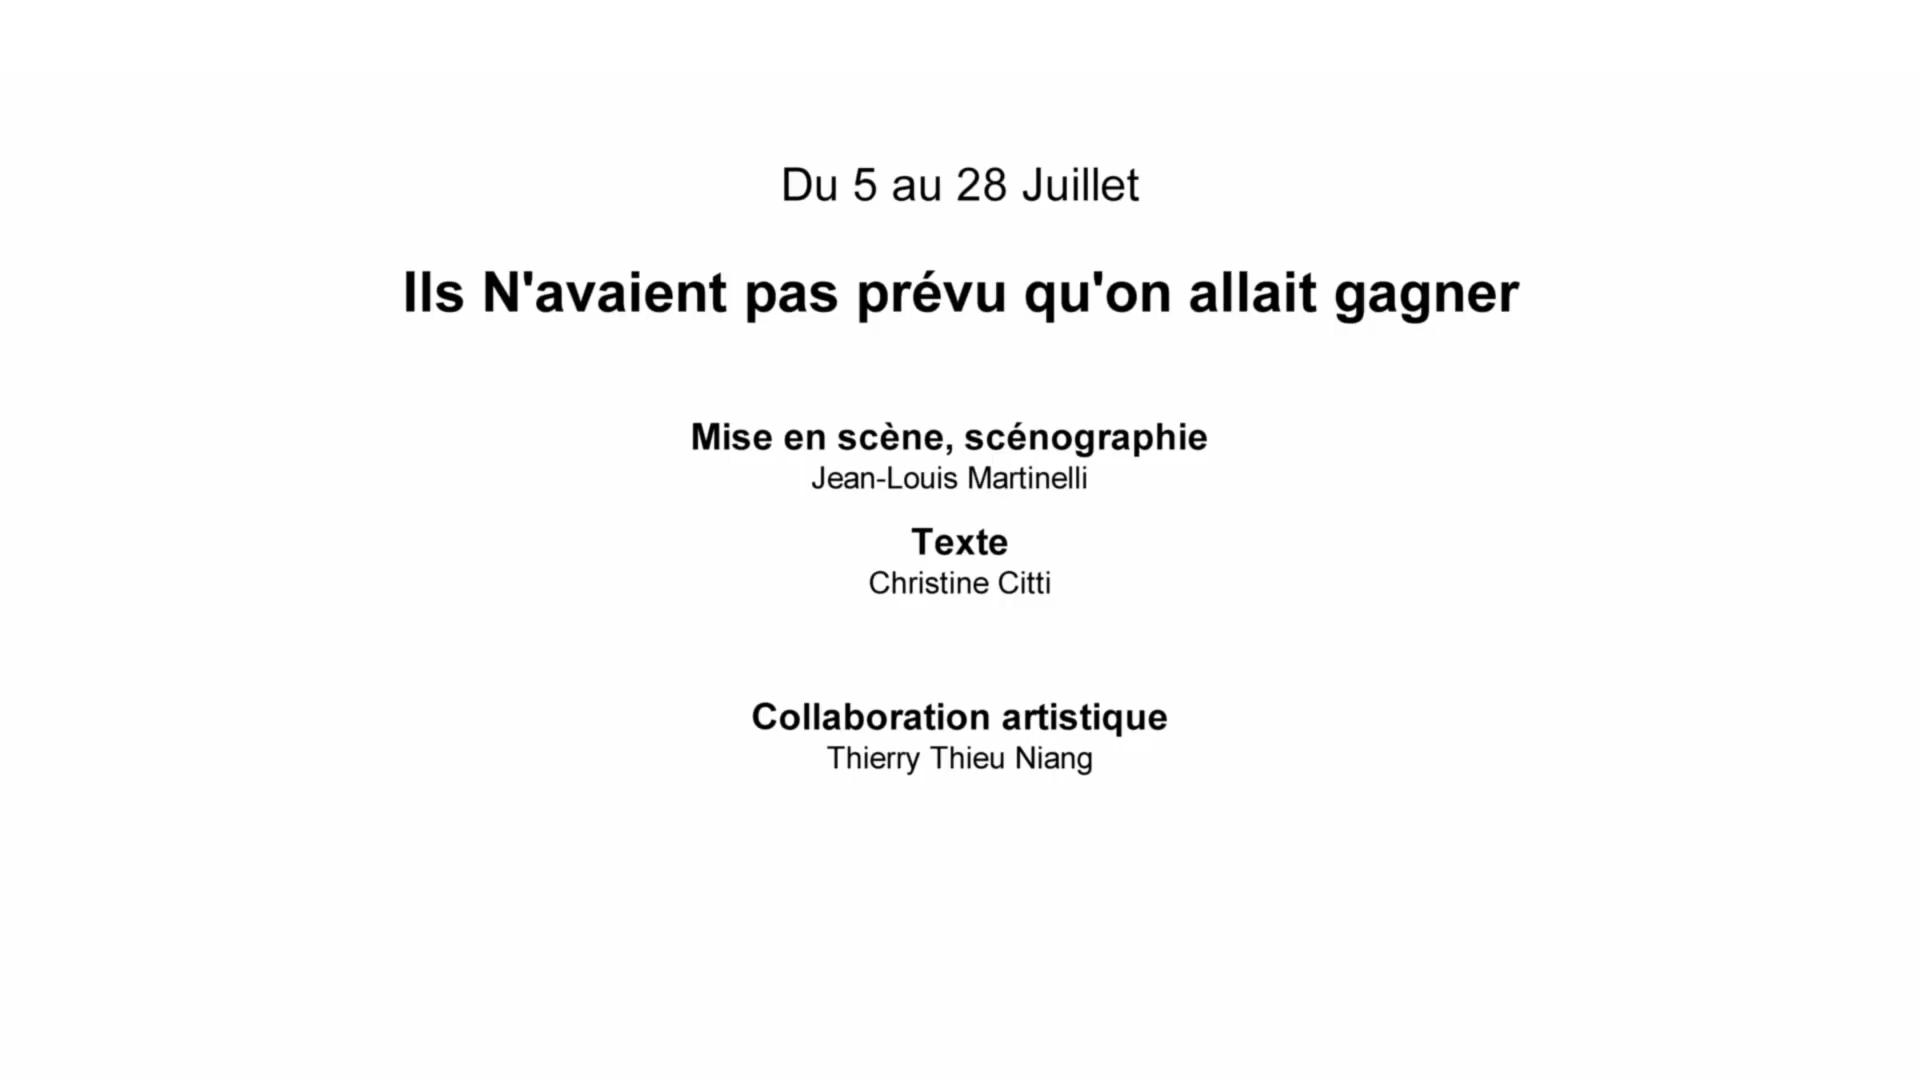 Du 5 au 28 Juillet
Ils N'avaient pas prévu qu'on allait gagner
Mise en scène, scénographie
Jean-Louis Martinelli
Texte
Christine Citti
Collaboration artistique
Thierry Thieu Niang